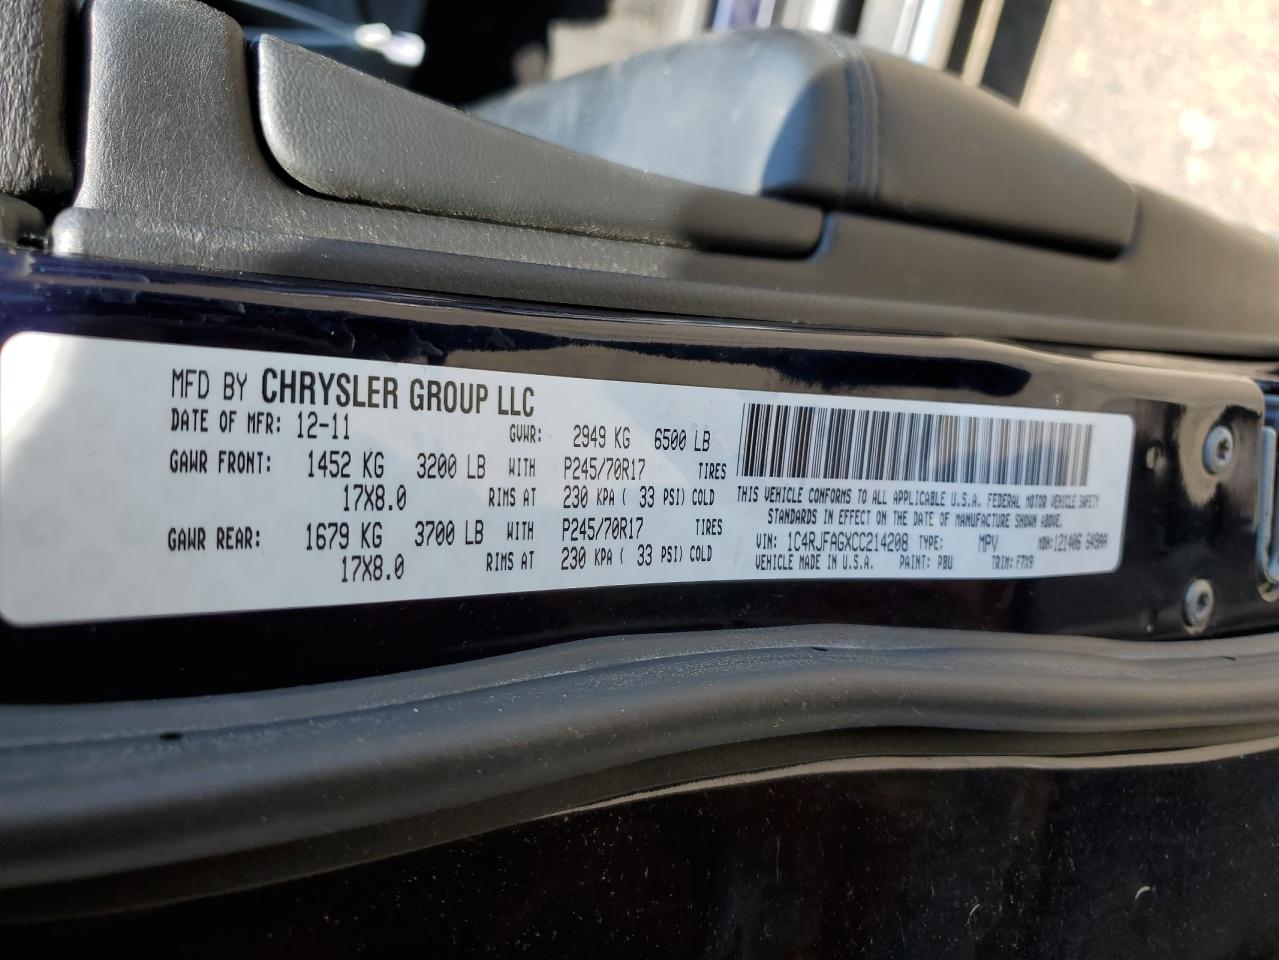 MFD BY CHRYSLER GROUP LLC
DATE OF MFR: 12-11 GVWR: 2949 KG 6500 LB
GAWR FRONT: 1452 KG 3200 LB WITH P245/70R17 TIRES
17X8.0 RIMS AT 230 KPA ( 33 PSI) COLD
GAWR REAR: 1679 KG 3700 LB WITH P245/70R17 TIRES
17X8.0 RIMS AT 230 KPA ( 33 PSI) COLD
THIS VEHICLE CONFORMS TO ALL APPLICABLE U.S.A. FEDERAL MOTOR VEHICLE SAFETY
STANDARDS IN EFFECT ON THE DATE OF MANUFACTURE SHOWN ABOVE.
VIN: 1C4RJFAGXCC214208 TYPE: MPV MDH: 121406
VEHICLE MADE IN U.S.A. PAINT: PBU TRIM: F7X9